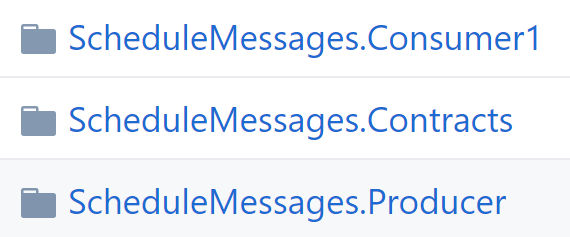 ScheduleMessages.Consumer1
ScheduleMessages.Contracts
ScheduleMessages.Producer